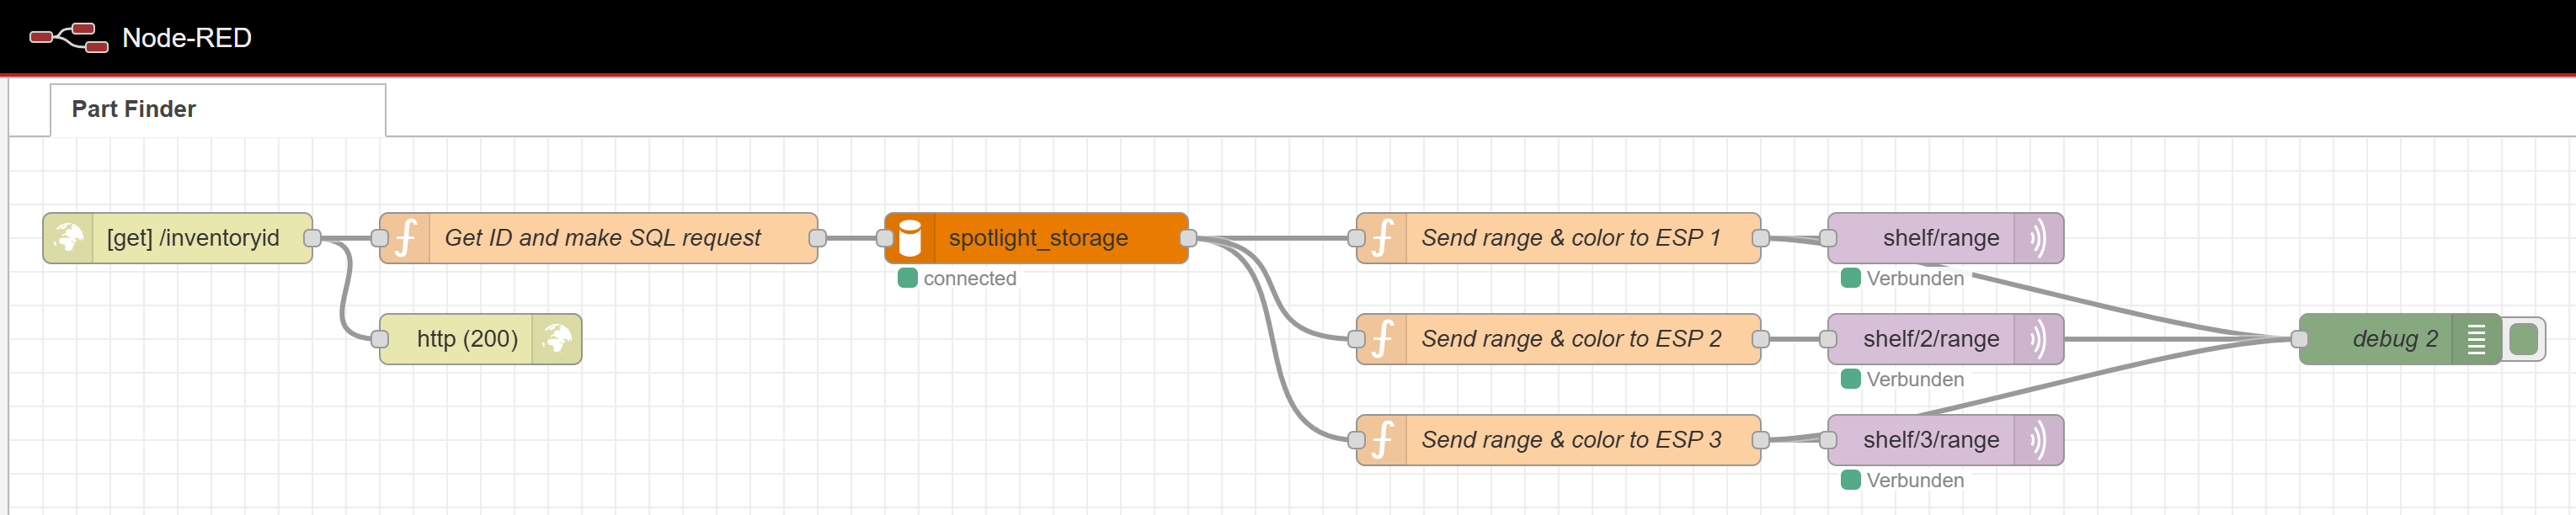 Node-RED
Part Finder
[get] /inventoryid
Get ID and make SQL request
spotlight_storage
Send range & color to ESP 1
shelf/range
connected
Verbunden
http (200)
Send range & color to ESP 2
shelf/2/range
debug 2
Verbunden
Send range & color to ESP 3
shelf/3/range
Verbunden